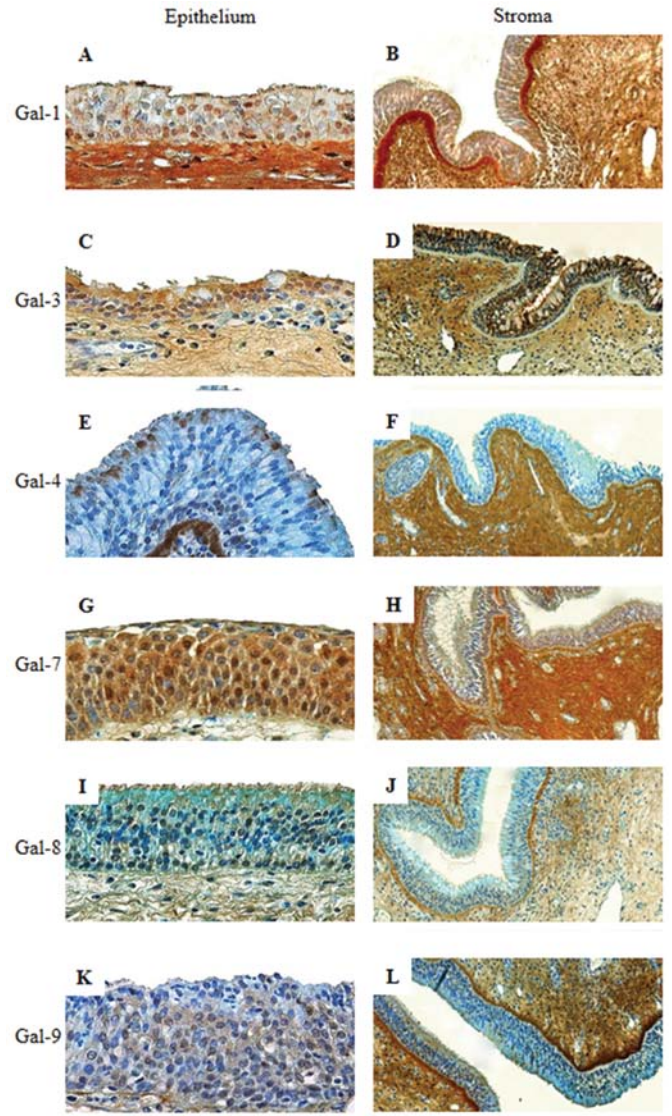 Epithelium Stroma
A B
Gal-1
C D
Gal-3
E F
Gal-4
G H
Gal-7
I J
Gal-8
K L
Gal-9